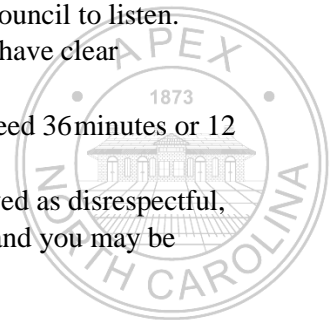 ouncil to listen.
have clear
eed 36minutes or 12
ed as disrespectful,
and you may be
APEX
1873
NORTH CAROLINA